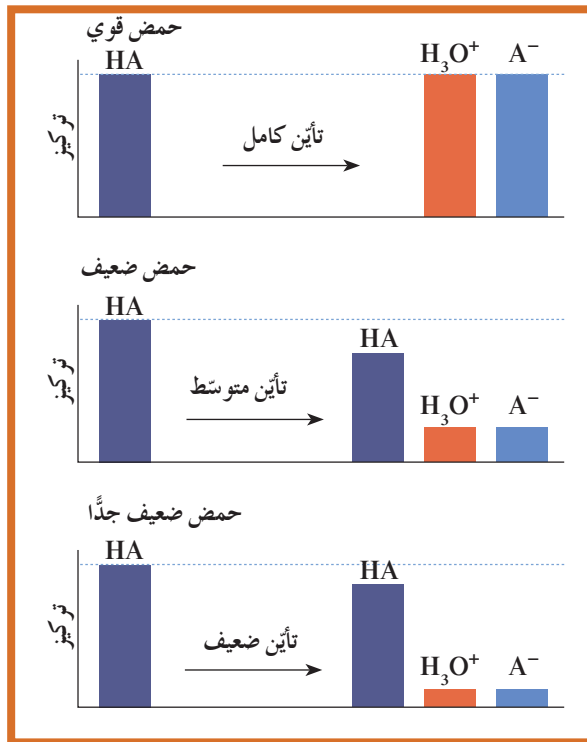 حمض قوي
HA
H₃O⁺
A⁻
تركيز
تأيّن كامل
حمض ضعيف
HA
HA
H₃O⁺
A⁻
تركيز
تأيّن متوسّط
حمض ضعيف جدًّا
HA
HA
H₃O⁺
A⁻
تركيز
تأيّن ضعيف